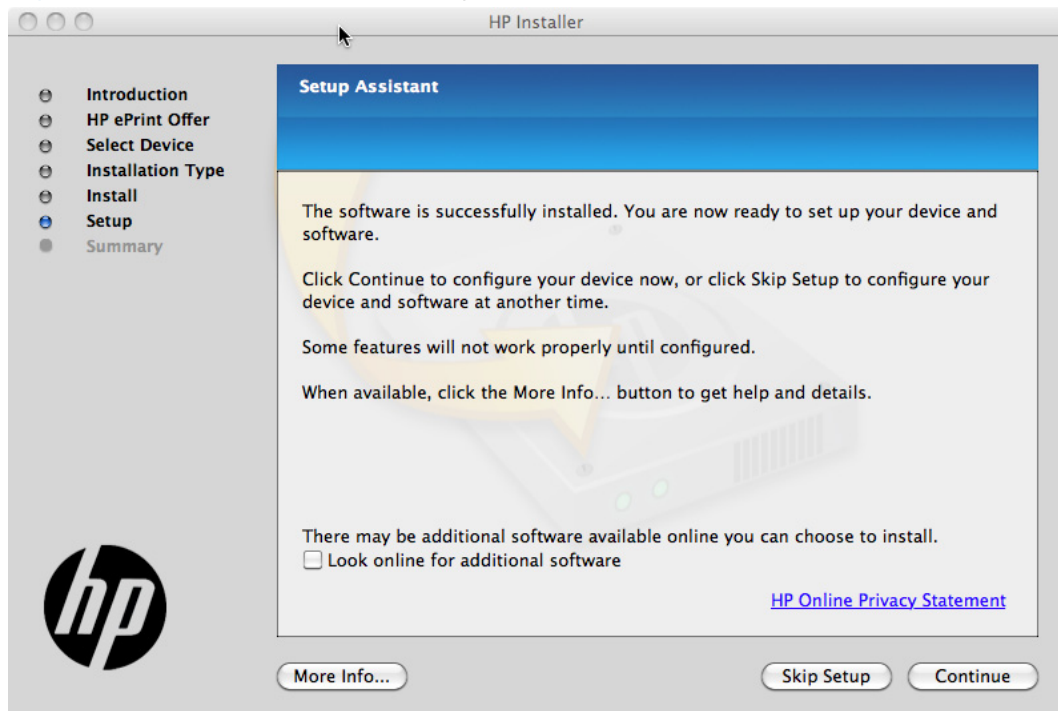 HP Installer
Introduction
HP ePrint Offer
Select Device
Installation Type
Install
Setup
Summary
Setup Assistant
The software is successfully installed. You are now ready to set up your device and
software.
Click Continue to configure your device now, or click Skip Setup to configure your
device and software at another time.
Some features will not work properly until configured.
When available, click the More Info... button to get help and details.
There may be additional software available online you can choose to install.
Look online for additional software
HP Online Privacy Statement
hp
More Info...
Skip Setup
Continue